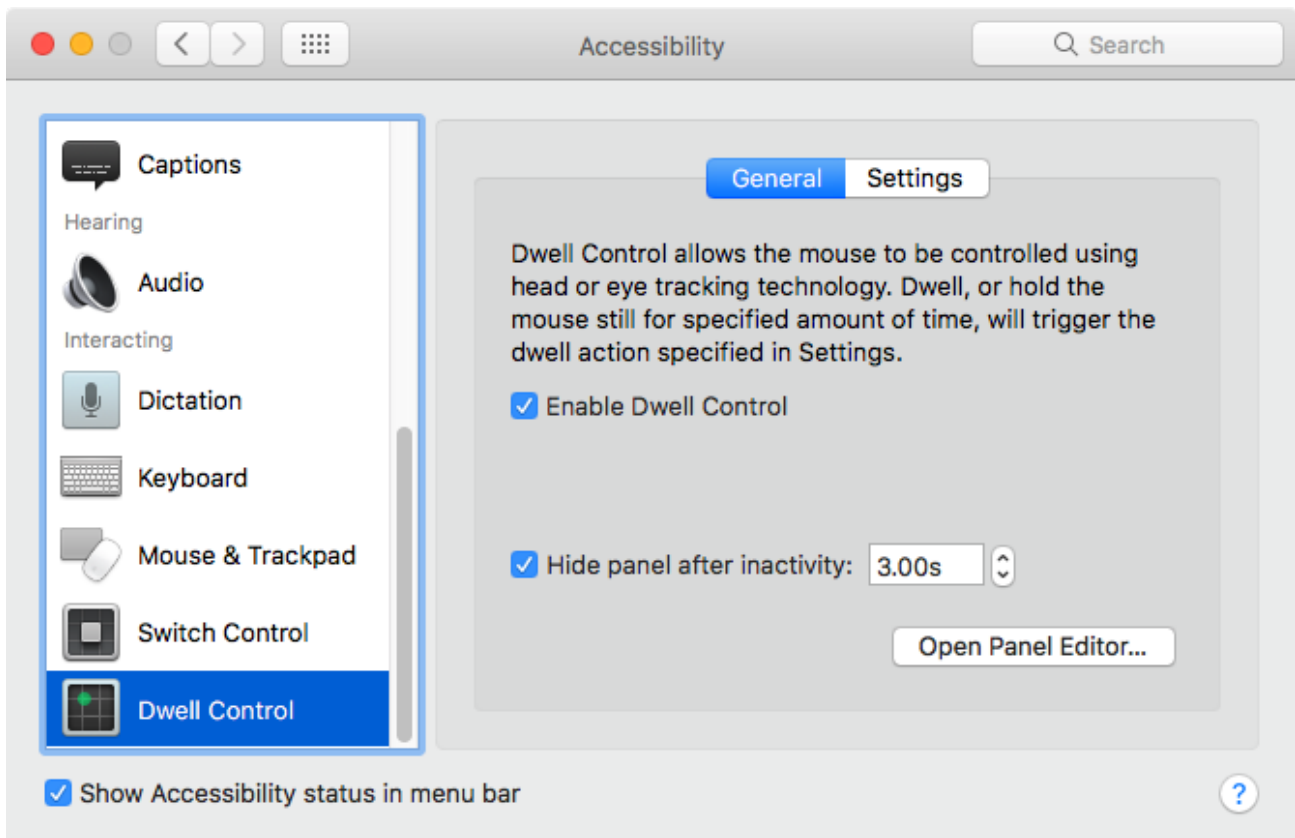 Accessibility
Search
Captions
Hearing
Audio
Interacting
Dictation
Keyboard
Mouse & Trackpad
Switch Control
Dwell Control
General Settings
Dwell Control allows the mouse to be controlled using
head or eye tracking technology. Dwell, or hold the
mouse still for specified amount of time, will trigger the
dwell action specified in Settings.
Enable Dwell Control
Hide panel after inactivity: 3.00s
Open Panel Editor...
Show Accessibility status in menu bar
?